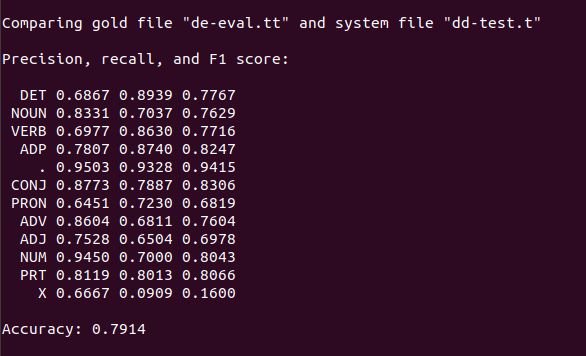 Comparing gold file "de-eval.tt" and system file "dd-test.t"
Precision, recall, and F1 score:
DET 0.6867 0.8939 0.7767
NOUN 0.8331 0.7037 0.7629
VERB 0.6977 0.8630 0.7716
ADP 0.7807 0.8740 0.8247
. 0.9503 0.9328 0.9415
CONJ 0.8773 0.7887 0.8306
PRON 0.6451 0.7230 0.6819
ADV 0.8604 0.6811 0.7604
ADJ 0.7528 0.6504 0.6978
NUM 0.9450 0.7000 0.8043
PRT 0.8119 0.8013 0.8066
X 0.6667 0.0909 0.1600
Accuracy: 0.7914